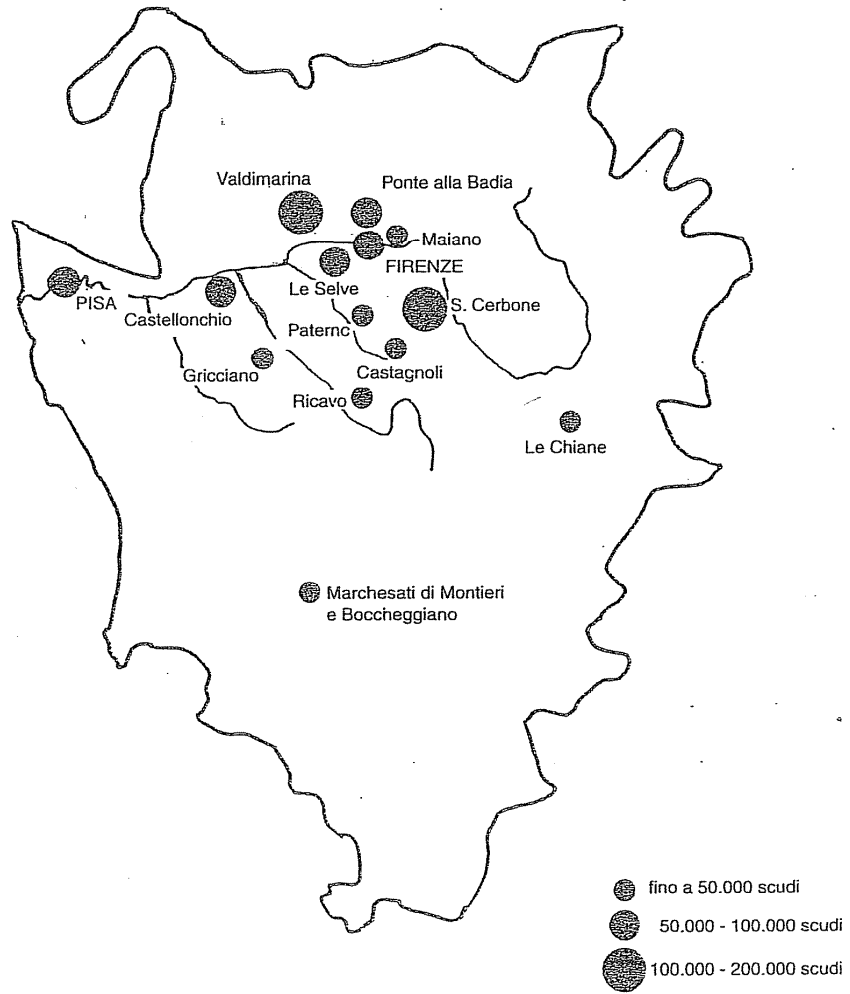 Valdimarina
Ponte alla Badia
Maiano
FIRENZE
Le Selve
PISA
Castellonchio
S. Cerbone
Paternc
Castagnoli
Gricciano
Ricavo
Le Chiane
Marchesati di Montieri
e Boccheggiano
fino a 50.000 scudi
50.000 - 100.000 scudi
100.000 - 200.000 scudi